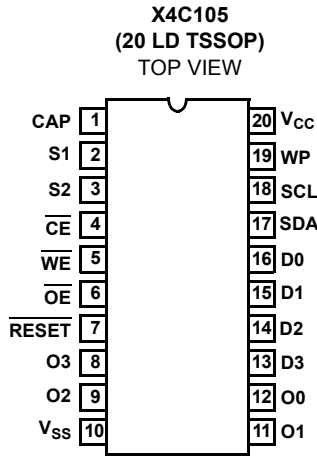 X4C105
(20 LD TSSOP)
TOP VIEW
CAP 1 20 VCC
S1 2 19 WP
S2 3 18 SCL
CE 4 17 SDA
WE 5 16 D0
OE 6 15 D1
RESET 7 14 D2
O3 8 13 D3
O2 9 12 O0
VSS 10 11 O1